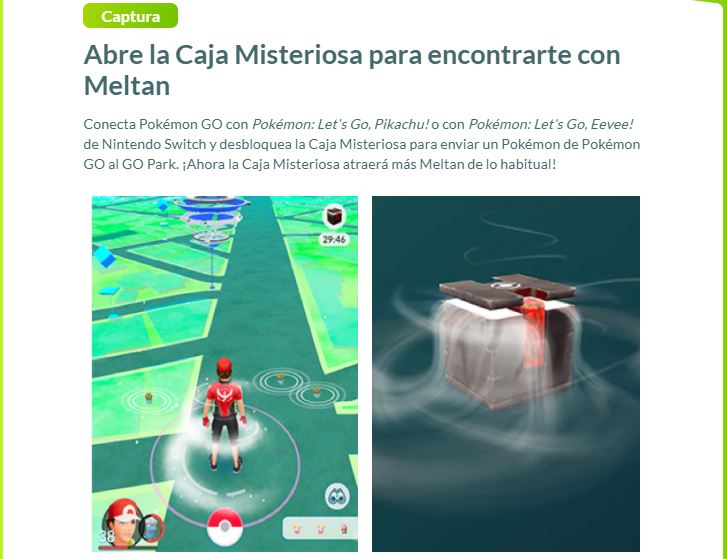 Captura
Abre la Caja Misteriosa para encontrarte con
Meltan
Conecta Pokémon GO con Pokémon: Let's Go, Pikachu! o con Pokémon: Let's Go, Eevee!
de Nintendo Switch y desbloquea la Caja Misteriosa para enviar un Pokémon de Pokémon
GO al GO Park. ¡Ahora la Caja Misteriosa atraerá más Meltan de lo habitual!
29:46
38